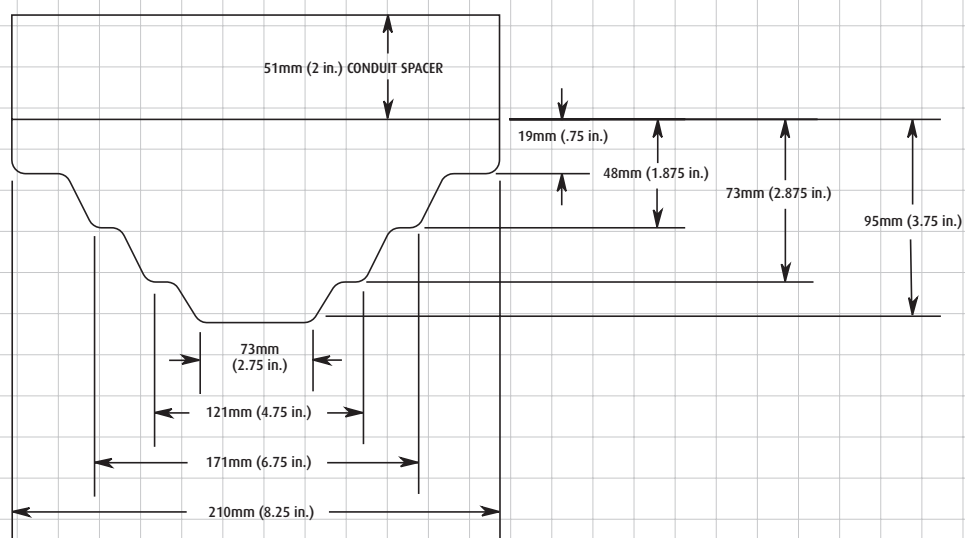 51mm (2 in.) CONDUIT SPACER
19mm (.75 in.)
48mm (1.875 in.)
73mm (2.875 in.)
95mm (3.75 in.)
73mm
(2.75 in.)
121mm (4.75 in.)
171mm (6.75 in.)
210mm (8.25 in.)